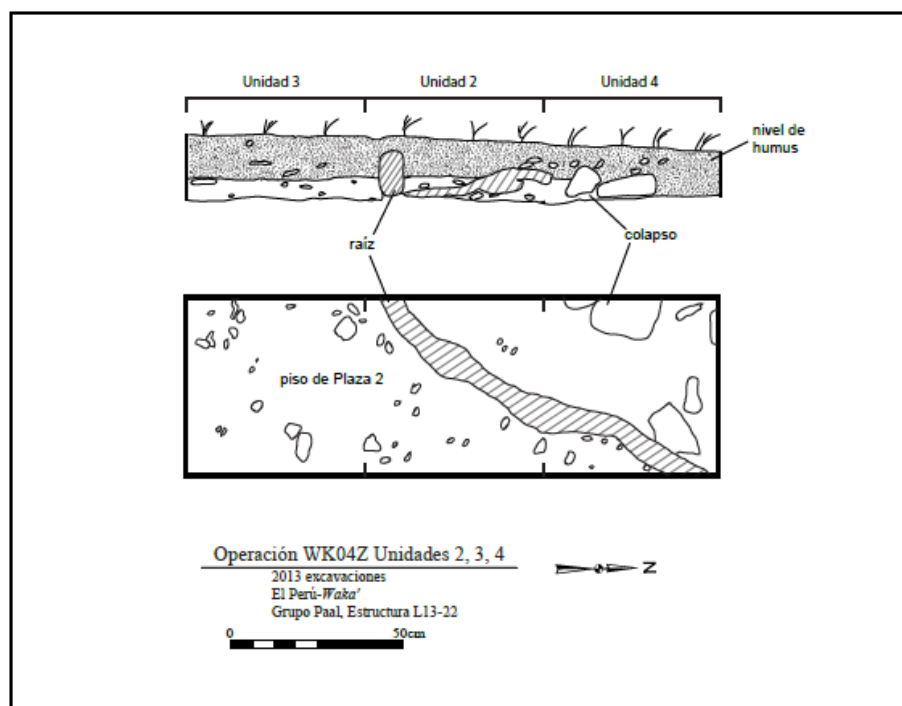 Unidad 3
Unidad 2
Unidad 4
nivel de
humus
raíz
colapso
piso de Plaza 2
Operación WK04Z Unidades 2, 3, 4
2013 excavaciones
El Perú-Waka'
Grupo Paal, Estructura L13-22
N
0
50cm